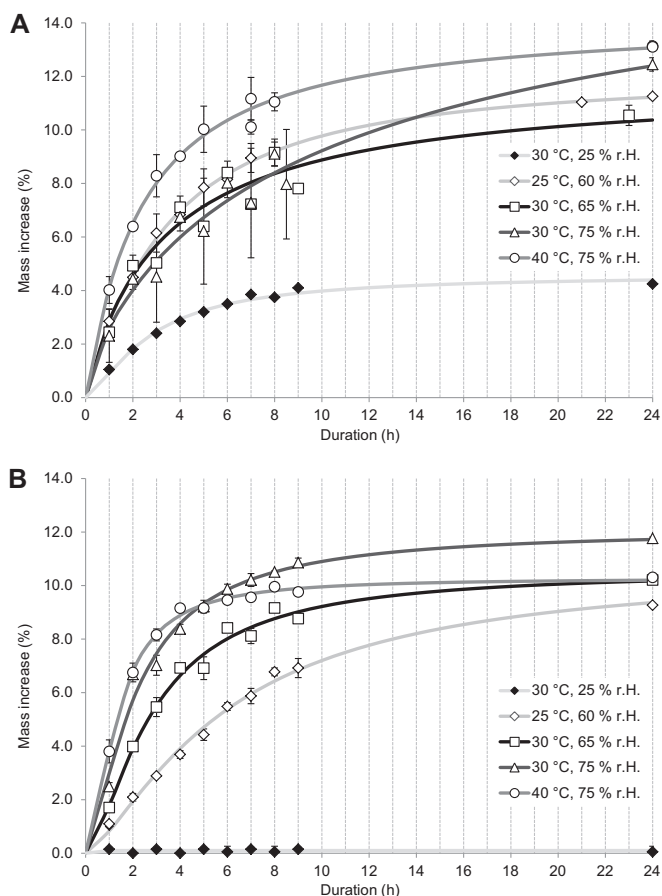 A
14.0
12.0
10.0
8.0
6.0
4.0
2.0
0.0
Mass increase (%)
30 °C, 25 % r.H.
25 °C, 60 % r.H.
30 °C, 65 % r.H.
30 °C, 75 % r.H.
40 °C, 75 % r.H.
0 2 4 6 8 10 12 14 16 18 20 22 24
Duration (h)
B
14.0
12.0
10.0
8.0
6.0
4.0
2.0
0.0
Mass increase (%)
30 °C, 25 % r.H.
25 °C, 60 % r.H.
30 °C, 65 % r.H.
30 °C, 75 % r.H.
40 °C, 75 % r.H.
0 2 4 6 8 10 12 14 16 18 20 22 24
Duration (h)